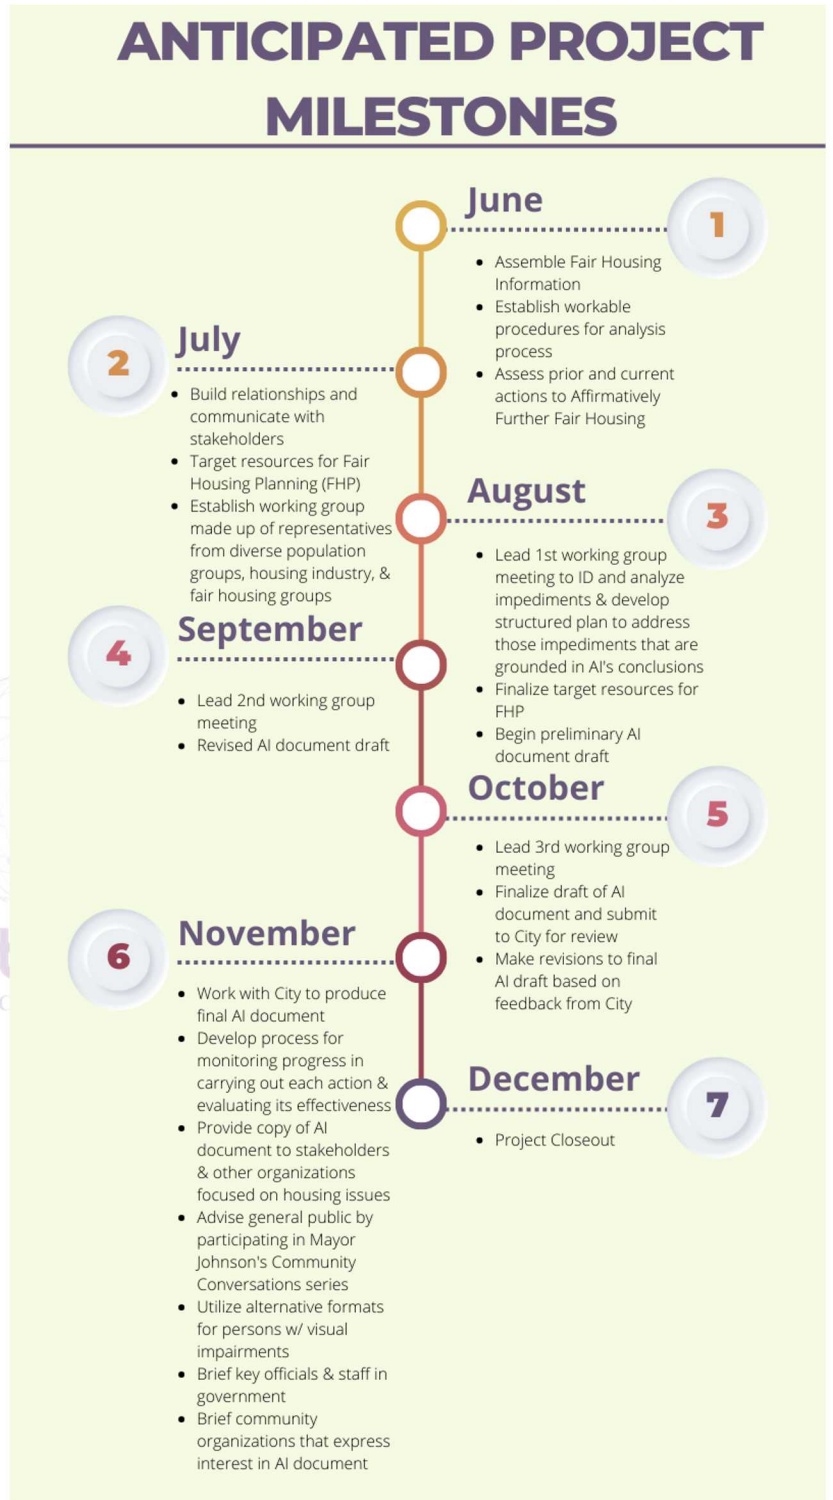 ANTICIPATED PROJECT
MILESTONES
June
1
• Assemble Fair Housing
Information
• Establish workable
procedures for analysis
process
• Assess prior and current
actions to Affirmatively
Further Fair Housing
2
July
• Build relationships and
communicate with
stakeholders
• Target resources for Fair
Housing Planning (FHP)
• Establish working group
made up of representatives
from diverse population
groups, housing industry, &
fair housing groups
August
3
• Lead 1st working group
meeting to ID and analyze
impediments & develop
structured plan to address
those impediments that are
grounded in AI's conclusions
• Finalize target resources for
FHP
• Begin preliminary AI
document draft
4
September
• Lead 2nd working group
meeting
• Revised AI document draft
October
5
• Lead 3rd working group
meeting
• Finalize draft of AI
document and submit
to City for review
• Make revisions to final
AI draft based on
feedback from City
6
November
• Work with City to produce
final AI document
• Develop process for
monitoring progress in
carrying out each action &
evaluating its effectiveness
• Provide copy of AI
document to stakeholders
& other organizations
focused on housing issues
• Advise general public by
participating in Mayor
Johnson's Community
Conversations series
• Utilize alternative formats
for persons w/ visual
impairments
• Brief key officials & staff in
government
• Brief community
organizations that express
interest in AI document
December
7
• Project Closeout